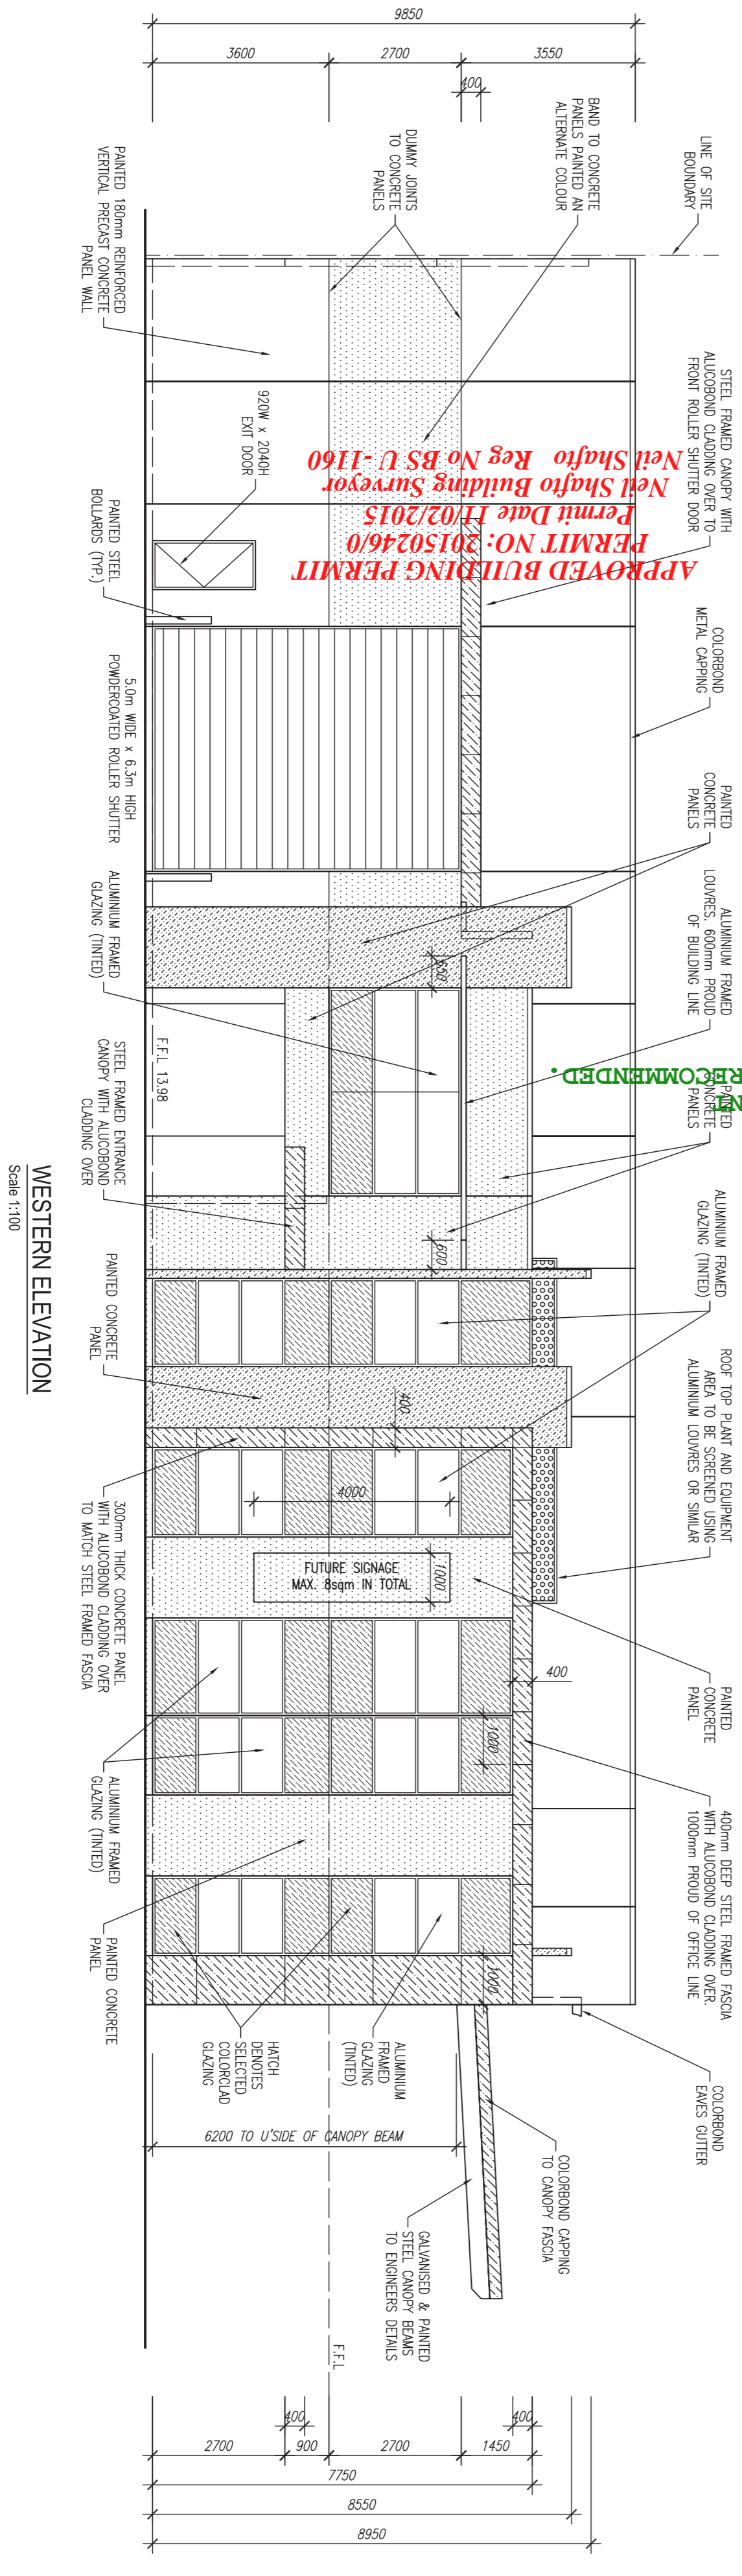 9850
3600
2700
3550
400
LINE OF SITE
BOUNDARY
BAND TO CONCRETE
PANELS PAINTED AN
ALTERNATE COLOUR
DUMMY JOINTS
TO CONCRETE
PANELS
PAINTED 180mm REINFORCED
VERTICAL PRECAST CONCRETE
PANEL WALL
STEEL FRAMED CANOPY WITH
ALUCOBOND CLADDING OVER TO
FRONT ROLLER SHUTTER DOOR
920W x 2040H
EXIT DOOR
APPROVED BUILDING PERMIT
PERMIT NO: 20150246/0
Permit Date 11/02/2015
Neil Shafto Building Surveyor
Neil Shafto Reg No BS U -1160
PAINTED STEEL
BOLLARDS (TYP.)
COLORBOND
METAL CAPPING
5.0m WIDE x 6.3m HIGH
POWDERCOATED ROLLER SHUTTER
PAINTED
CONCRETE
PANELS
ALUMINIUM FRAMED
GLAZING (TINTED)
ALUMINIUM FRAMED
LOUVRES. 600mm PROUD
OF BUILDING LINE
650
F.F.L 13.98
STEEL FRAMED ENTRANCE
CANOPY WITH ALUCOBOND
CLADDING OVER
RECOMMENDED.
NT
PAINTED
CONCRETE
PANELS
600
ALUMINIUM FRAMED
GLAZING (TINTED)
PAINTED CONCRETE
PANEL
WESTERN ELEVATION
Scale 1:100
ROOF TOP PLANT AND EQUIPMENT
AREA TO BE SCREENED USING
ALUMINIUM LOUVRES OR SIMILAR
400
4000
300mm THICK CONCRETE PANEL
WITH ALUCOBOND CLADDING OVER
TO MATCH STEEL FRAMED FASCIA
FUTURE SIGNAGE
MAX. 8sqm IN TOTAL
1000
PAINTED
CONCRETE
PANEL
400
1000
ALUMINIUM FRAMED
GLAZING (TINTED)
400mm DEEP STEEL FRAMED FASCIA
WITH ALUCOBOND CLADDING OVER.
1000mm PROUD OF OFFICE LINE
PAINTED CONCRETE
PANEL
1000
HATCH
DENOTES
SELECTED
COLORCLAD
GLAZING
ALUMINIUM
FRAMED
GLAZING
(TINTED)
COLORBOND
EAVES GUTTER
6200 TO U'SIDE OF CANOPY BEAM
COLORBOND CAPPING
TO CANOPY FASCIA
GALVANISED & PAINTED
STEEL CANOPY BEAMS
TO ENGINEERS DETAILS
F.F.L
400
400
2700
900
2700
1450
7750
8550
8950